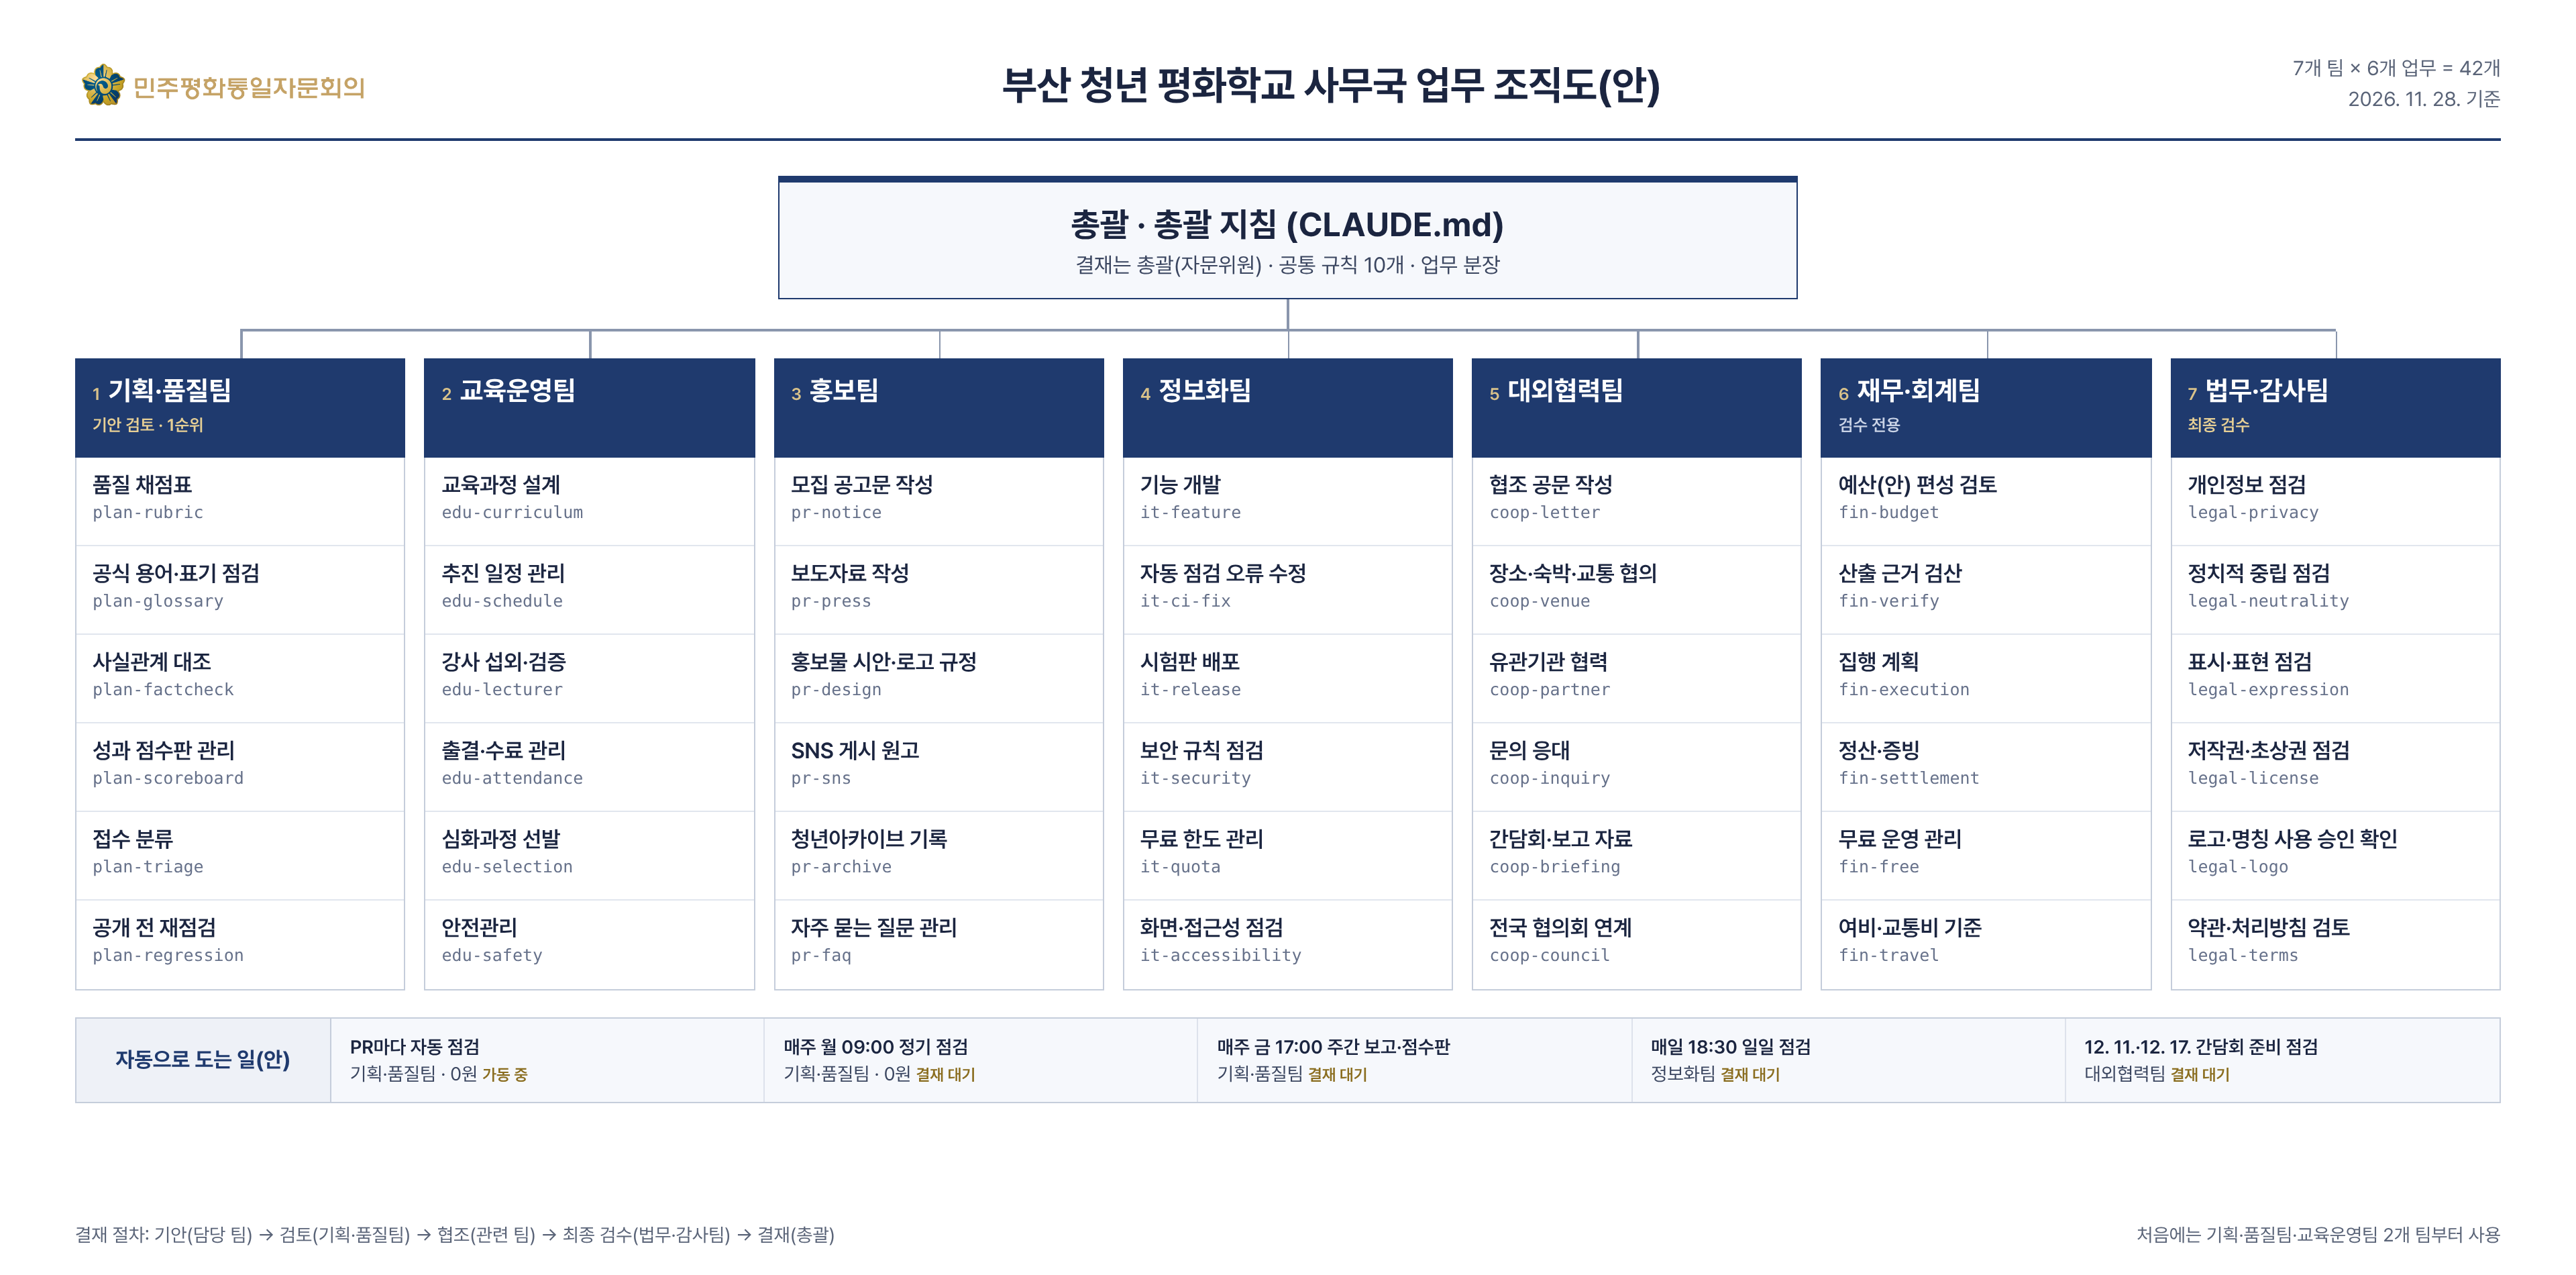 민주평화통일자문회의
부산 청년 평화학교 사무국 업무 조직도(안)
7개 팀 × 6개 업무 = 42개
2026. 11. 28. 기준
총괄 · 총괄 지침 (CLAUDE.md)
결재는 총괄(자문위원) · 공통 규칙 10개 · 업무 분장
1 기획·품질팀
기안 검토 · 1순위
품질 채점표
plan-rubric
공식 용어·표기 점검
plan-glossary
사실관계 대조
plan-factcheck
성과 점수판 관리
plan-scoreboard
접수 분류
plan-triage
공개 전 재점검
plan-regression
2 교육운영팀
교육과정 설계
edu-curriculum
추진 일정 관리
edu-schedule
강사 섭외·검증
edu-lecturer
출결·수료 관리
edu-attendance
심화과정 선발
edu-selection
안전관리
edu-safety
3 홍보팀
모집 공고문 작성
pr-notice
보도자료 작성
pr-press
홍보물 시안·로고 규정
pr-design
SNS 게시 원고
pr-sns
청년아카이브 기록
pr-archive
자주 묻는 질문 관리
pr-faq
4 정보화팀
기능 개발
it-feature
자동 점검 오류 수정
it-ci-fix
시험판 배포
it-release
보안 규칙 점검
it-security
무료 한도 관리
it-quota
화면·접근성 점검
it-accessibility
5 대외협력팀
협조 공문 작성
coop-letter
장소·숙박·교통 협의
coop-venue
유관기관 협력
coop-partner
문의 응대
coop-inquiry
간담회·보고 자료
coop-briefing
전국 협의회 연계
coop-council
6 재무·회계팀
검수 전용
예산(안) 편성 검토
fin-budget
산출 근거 검산
fin-verify
집행 계획
fin-execution
정산·증빙
fin-settlement
무료 운영 관리
fin-free
여비·교통비 기준
fin-travel
7 법무·감사팀
최종 검수
개인정보 점검
legal-privacy
정치적 중립 점검
legal-neutrality
표시·표현 점검
legal-expression
저작권·초상권 점검
legal-license
로고·명칭 사용 승인 확인
legal-logo
약관·처리방침 검토
legal-terms
자동으로 도는 일(안)
PR마다 자동 점검
기획·품질팀 · 0원 가동 중
매주 월 09:00 정기 점검
기획·품질팀 · 0원 결재 대기
매주 금 17:00 주간 보고·점수판
기획·품질팀 결재 대기
매일 18:30 일일 점검
정보화팀 결재 대기
12. 11.·12. 17. 간담회 준비 점검
대외협력팀 결재 대기
결재 절차: 기안(담당 팀) → 검토(기획·품질팀) → 협조(관련 팀) → 최종 검수(법무·감사팀) → 결재(총괄)
처음에는 기획·품질팀·교육운영팀 2개 팀부터 사용